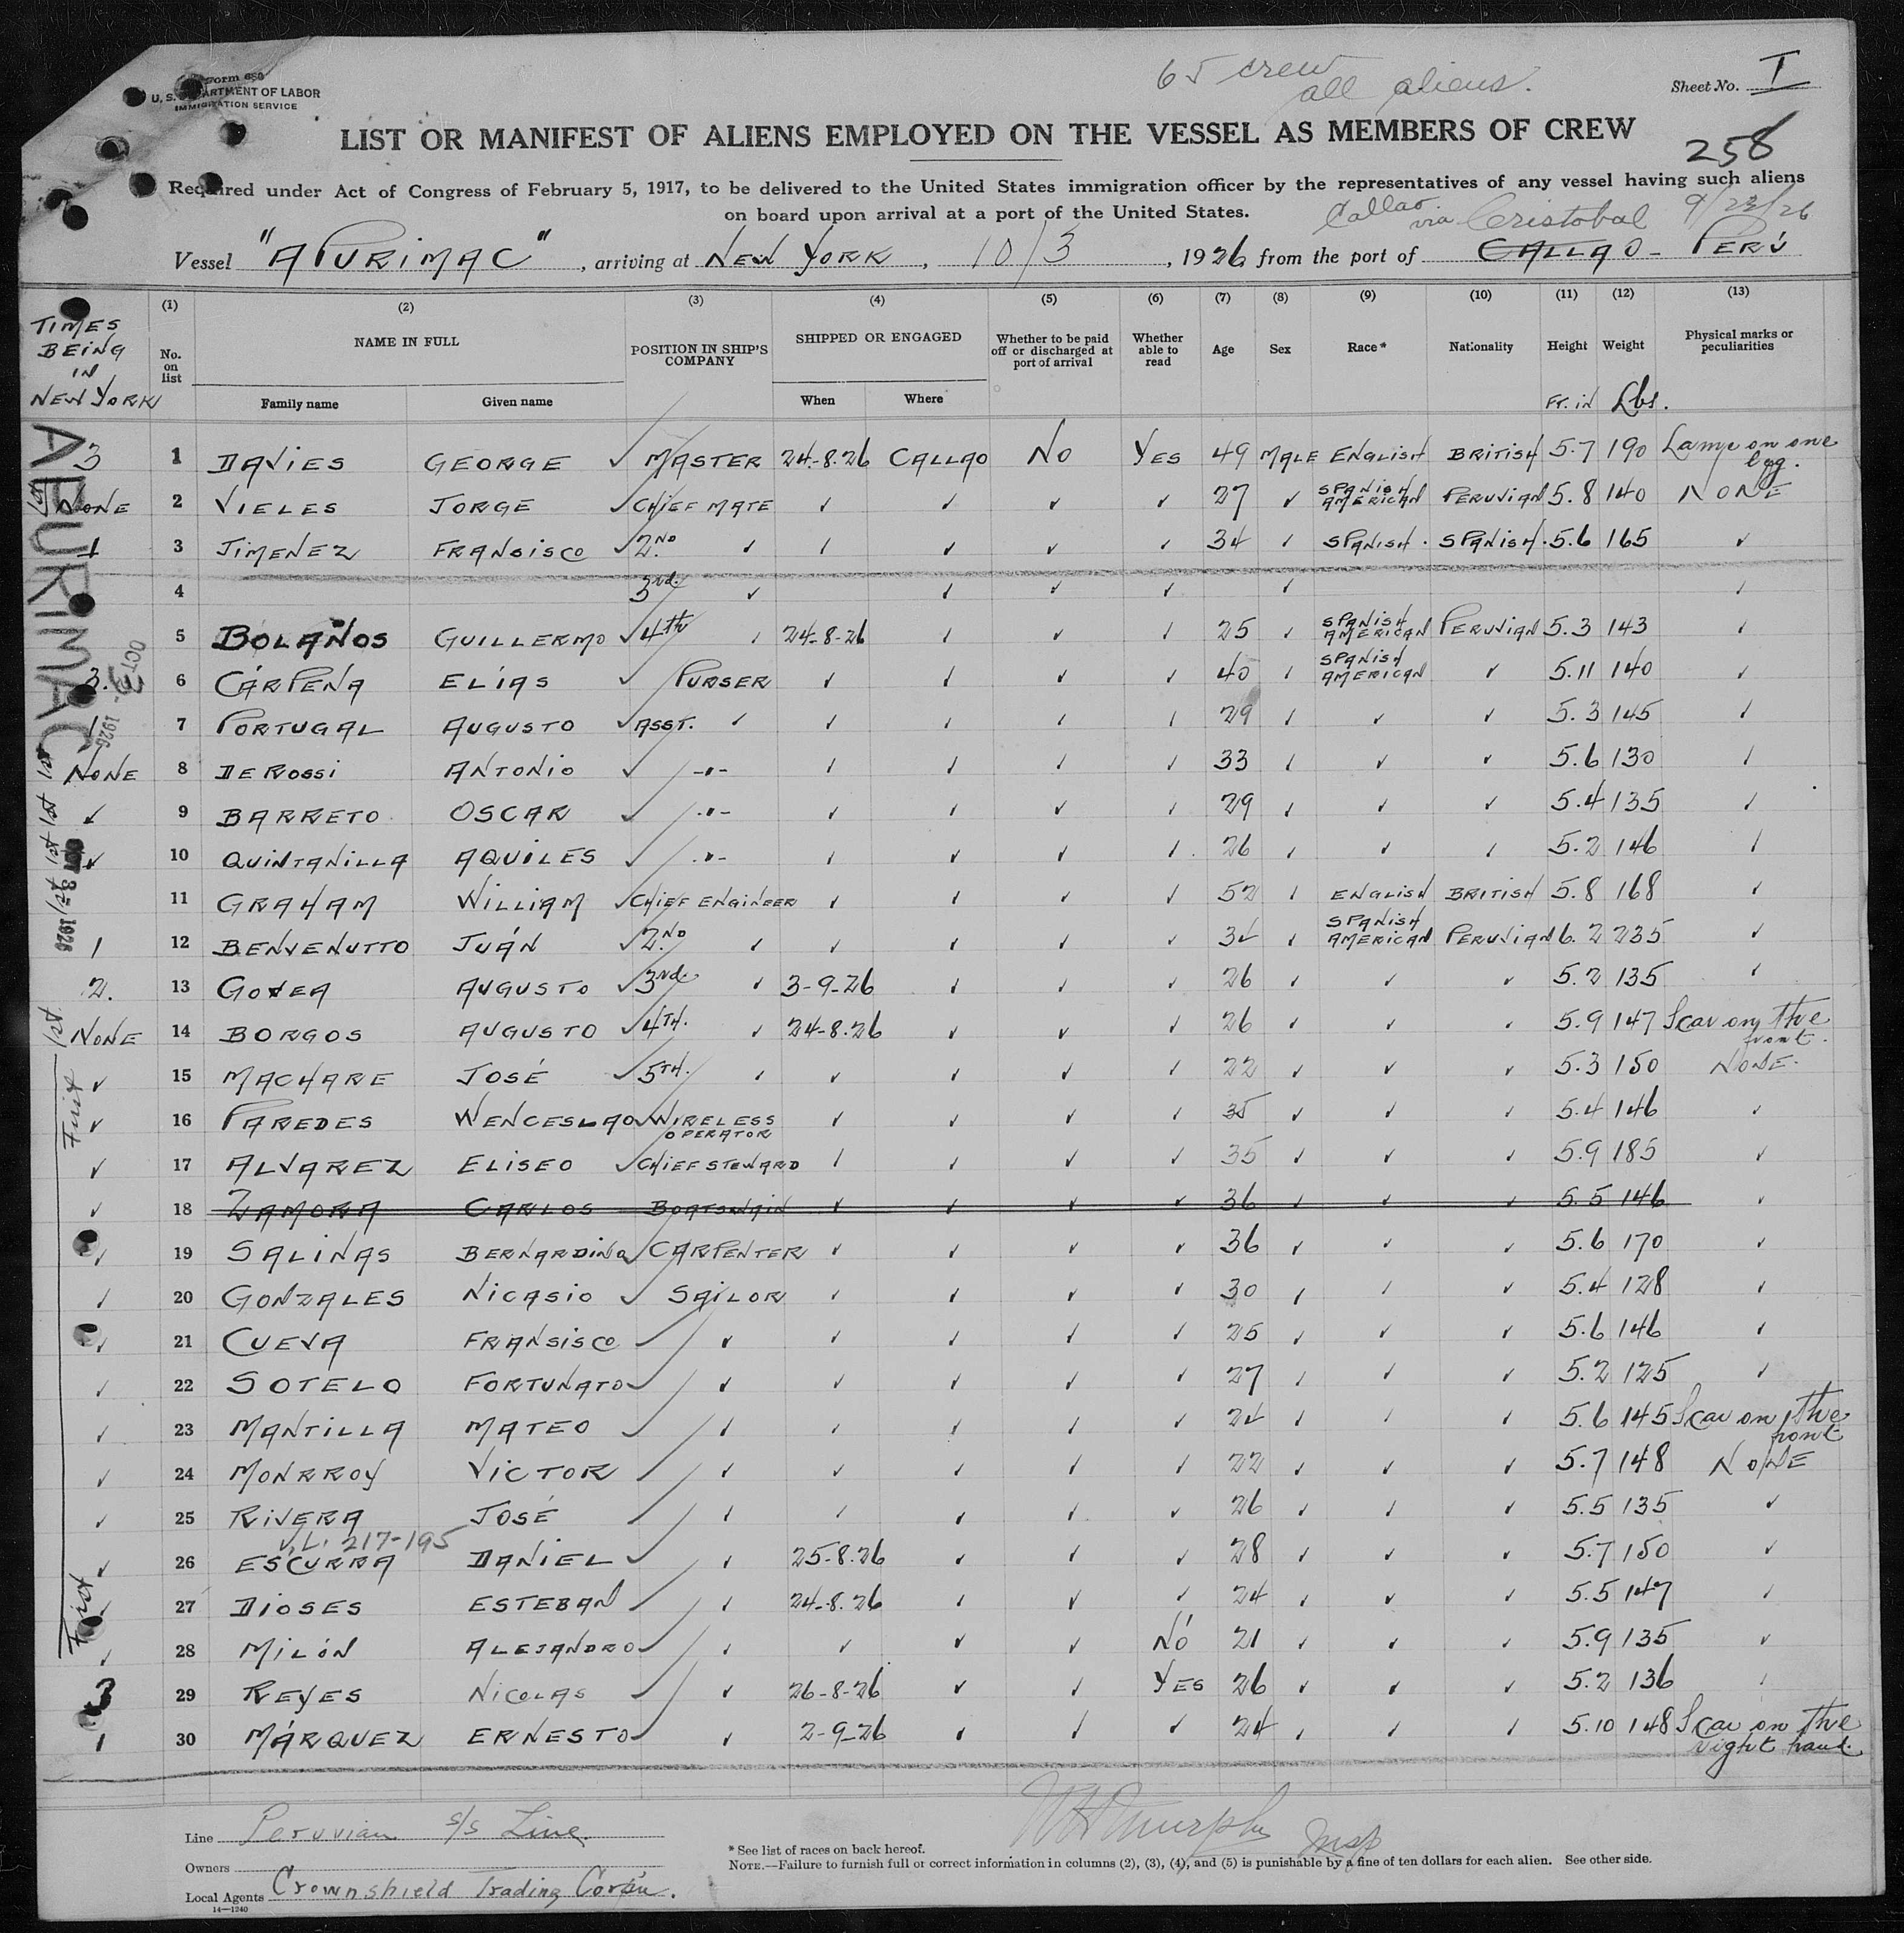 Form 680
U. S. DEPARTMENT OF LABOR
IMMIGRATION SERVICE
65 crew
all aliens.
Sheet No. I
LIST OR MANIFEST OF ALIENS EMPLOYED ON THE VESSEL AS MEMBERS OF CREW
258
Required under Act of Congress of February 5, 1917, to be delivered to the United States immigration officer by the representatives of any vessel having such aliens
on board upon arrival at a port of the United States.
Callao via Cristobal 9/23/26
Vessel "APURIMAC", arriving at NEW YORK, 10/3, 1926 from the port of CALLAO - PERÚ
TIMES BEING IN NEW YORK
(1) (2) (3) (4) (5) (6) (7) (8) (9) (10) (11) (12) (13)
No. on list NAME IN FULL POSITION IN SHIP'S COMPANY SHIPPED OR ENGAGED Whether to be paid off or discharged at port of arrival Whether able to read Age Sex Race* Nationality Height Weight Physical marks or peculiarities
Family name Given name When Where FT. IN Lbs.
APURIMAC
OCT 3 - 1926
3 1 DAVIES GEORGE ✓ MASTER 24-8.26 CALLAO NO YES 49 MALE ENGLISH BRITISH 5.7 190 Lame on one leg.
NONE 2 VIELES JORGE ✓ CHIEF MATE ✓ ✓ ✓ ✓ 27 ✓ SPANISH AMERICAN PERUVIAN 5.8 140 NONE
1 3 JIMENEZ FRANSISCO ✓ 2ND ✓ ✓ ✓ ✓ ✓ 34 ✓ SPANISH. SPANISH. 5.6 165 ✓
4 3rd. ✓ ✓ ✓ ✓ ✓ ✓
5 BOLAÑOS GUILLERMO ✓ 4th ✓ 24-8-26 ✓ ✓ ✓ 25 ✓ SPANISH AMERICAN PERUVIAN 5.3 143 ✓
3. 6 CÁRPENA ELÍAS ✓ PURSER ✓ ✓ ✓ ✓ 40 ✓ SPANISH AMERICAN ✓ 5.11 140 ✓
1 7 PORTUGAL AUGUSTO ✓ ASST. ✓ ✓ ✓ ✓ ✓ 29 ✓ ✓ ✓ 5.3 145 ✓
NONE 8 DEROSSI ANTONIO ✓ -"- ✓ ✓ ✓ ✓ 33 ✓ ✓ ✓ 5.6 130 ✓
✓ 9 BARRETO OSCAR ✓ -"- ✓ ✓ ✓ ✓ 29 ✓ ✓ ✓ 5.4 135 ✓
✓ 10 QUINTANILLA AQUILES ✓ -"- ✓ ✓ ✓ ✓ 26 ✓ ✓ ✓ 5.2 146 ✓
11 GRAHAM WILLIAM ✓ CHIEF ENGINEER ✓ ✓ ✓ ✓ 52 ✓ ENGLISH BRITISH 5.8 168 ✓
1 12 BENVENUTTO JUÁN ✓ 2ND ✓ ✓ ✓ ✓ ✓ 34 ✓ SPANISH AMERICAN PERUVIAN 6.2 235 ✓
2. 13 GOVEA AUGUSTO ✓ 3rd. ✓ 3-9-26 ✓ ✓ ✓ 26 ✓ ✓ ✓ 5.2 135 ✓
NONE 14 BORGOS AUGUSTO ✓ 4TH. ✓ 24-8.26 ✓ ✓ ✓ 26 ✓ ✓ ✓ 5.9 147 Scar on the front.
✓ 15 MACHARE JOSÉ ✓ 5TH. ✓ ✓ ✓ ✓ ✓ 22 ✓ ✓ ✓ 5.3 150 NONE.
✓ 16 PAREDES WENCESLAO ✓ WIRELESS OPERATOR ✓ ✓ ✓ ✓ 35 ✓ ✓ ✓ 5.4 146 ✓
✓ 17 ALVAREZ ELISEO ✓ CHIEF STEWARD ✓ ✓ ✓ ✓ 35 ✓ ✓ ✓ 5.9 185 ✓
✓ 18 ZAMORA CARLOS BOATSWAIN ✓ ✓ ✓ ✓ 36 ✓ ✓ ✓ 5.5 146 ✓
✓ 19 SALINAS BERNARDINO ✓ CARPENTER ✓ ✓ ✓ ✓ 36 ✓ ✓ ✓ 5.6 170 ✓
✓ 20 GONZALES NICASIO ✓ SAILOR ✓ ✓ ✓ ✓ 30 ✓ ✓ ✓ 5.4 128 ✓
✓ 21 CUEVA FRANSISCO ✓ ✓ ✓ ✓ ✓ ✓ 25 ✓ ✓ ✓ 5.6 146 ✓
✓ 22 SOTELO FORTUNATO ✓ ✓ ✓ ✓ ✓ ✓ 27 ✓ ✓ ✓ 5.2 125 ✓
✓ 23 MANTILLA MATEO ✓ ✓ ✓ ✓ ✓ ✓ 24 ✓ ✓ ✓ 5.6 145 Scar on the front
✓ 24 MONRROY VICTOR ✓ ✓ ✓ ✓ ✓ ✓ 22 ✓ ✓ ✓ 5.7 148 NONE
✓ 25 RIVERA JOSÉ ✓ ✓ ✓ ✓ ✓ ✓ 26 ✓ ✓ ✓ 5.5 135 ✓
V.L. 217-195
✓ 26 ESCURRA DANIEL ✓ ✓ 25-8.26 ✓ ✓ ✓ 28 ✓ ✓ ✓ 5.7 150 ✓
✓ 27 DIOSES ESTEBAN ✓ ✓ 24-8.26 ✓ ✓ ✓ 24 ✓ ✓ ✓ 5.5 147 ✓
✓ 28 MILÓN ALEJANDRO ✓ ✓ ✓ ✓ ✓ NO 21 ✓ ✓ ✓ 5.9 135 ✓
3 29 REYES NICOLAS ✓ ✓ 26-8-26 ✓ ✓ YES 26 ✓ ✓ ✓ 5.2 136 ✓
1 30 MÁRQUEZ ERNESTO ✓ ✓ 2-9-26 ✓ ✓ ✓ 24 ✓ ✓ ✓ 5.10 148 Scar on the right hand.
1st
First
First
Line Peruvian S/S Line.
Owners
Local Agents Crownshield Trading Corpn.
14—1240
Murphy Insp
* See list of races on back hereof.
NOTE.—Failure to furnish full or correct information in columns (2), (3), (4), and (5) is punishable by a fine of ten dollars for each alien. See other side.